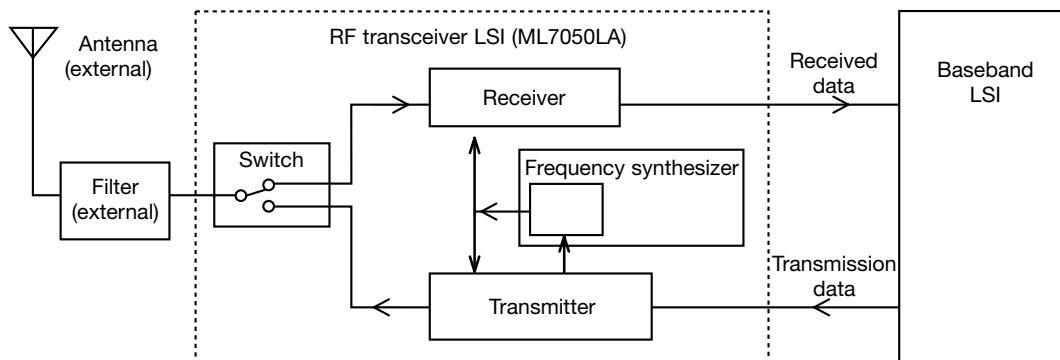 Antenna
(external)
RF transceiver LSI (ML7050LA)
Receiver
Received
data
Baseband
LSI
Switch
Frequency synthesizer
Filter
(external)
Transmitter
Transmission
data